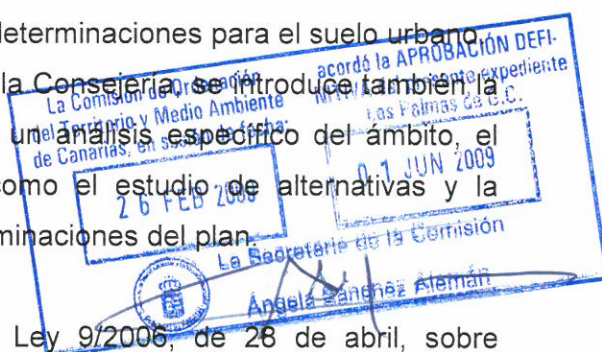 determinaciones para el suelo urbano.
la Consejería, se introduce también la
un análisis específico del ámbito, el
como el estudio de alternativas y la
minaciones del plan.
La Comisión de Ordenación
del Territorio y Medio Ambiente
de Canarias, en sesión de fecha:
26 FEB 2009
acordó la APROBACIÓN DEFI-
NITIVA del presente expediente
Las Palmas de G.C.
0 1 JUN 2009
La Secretaria de la Comisión
Ángela Sánchez Alemán
Ley 9/2006, de 28 de abril, sobre